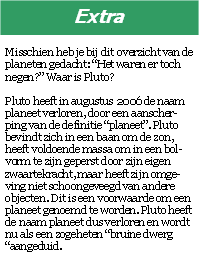 Extra
Misschien heb je bij dit overzicht van de
planeten gedacht: “Het waren er toch
negen?” Waar is Pluto?
Pluto heeft in augustus 2006 de naam
planeet verloren, door een aanscher-
ping van de definitie “planeet”. Pluto
bevindt zich in een baan om de zon,
heeft voldoende massa om in een bol-
vorm te zijn geperst door zijn eigen
zwaartekracht, maar heeft zijn omge-
ving niet schoongeveegd van andere
objecten. Dit is een voorwaarde om een
planeet genoemd te worden. Pluto heeft
de naam planeet dus verloren en wordt
nu als een zogeheten “bruine dwerg
“aangeduid.